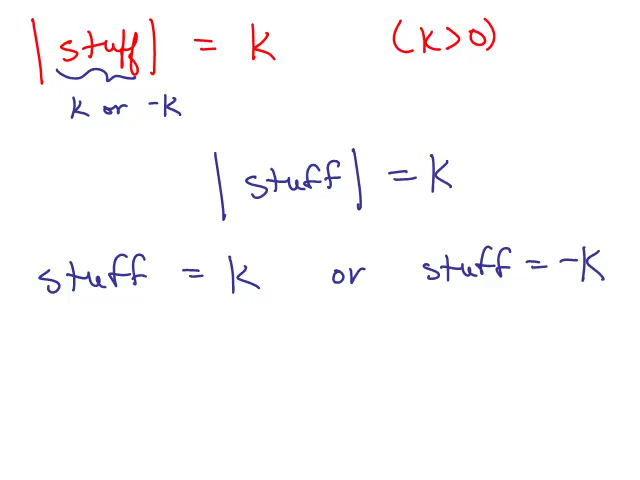 |stuff| = k (k>0)
k or -k
|stuff| = k
stuff = k or stuff = -k